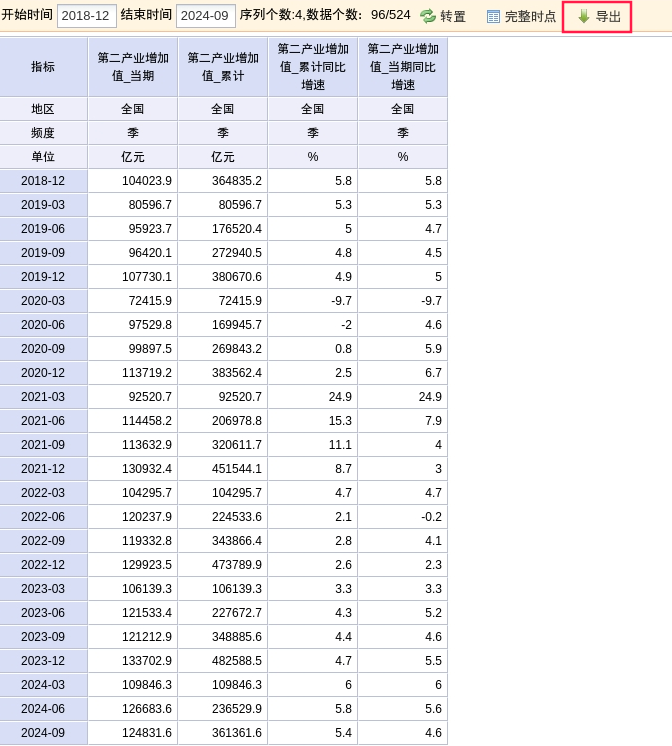 开始时间 2018-12 结束时间 2024-09 序列个数:4,数据个数: 96/524 转置 完整时点 导出
指标 第二产业增加值_当期 第二产业增加值_累计 第二产业增加值_累计同比增速 第二产业增加值_当期同比增速
地区 全国 全国 全国 全国
频度 季 季 季 季
单位 亿元 亿元 % %
2018-12 104023.9 364835.2 5.8 5.8
2019-03 80596.7 80596.7 5.3 5.3
2019-06 95923.7 176520.4 5 4.7
2019-09 96420.1 272940.5 4.8 4.5
2019-12 107730.1 380670.6 4.9 5
2020-03 72415.9 72415.9 -9.7 -9.7
2020-06 97529.8 169945.7 -2 4.6
2020-09 99897.5 269843.2 0.8 5.9
2020-12 113719.2 383562.4 2.5 6.7
2021-03 92520.7 92520.7 24.9 24.9
2021-06 114458.2 206978.8 15.3 7.9
2021-09 113632.9 320611.7 11.1 4
2021-12 130932.4 451544.1 8.7 3
2022-03 104295.7 104295.7 4.7 4.7
2022-06 120237.9 224533.6 2.1 -0.2
2022-09 119332.8 343866.4 2.8 4.1
2022-12 129923.5 473789.9 2.6 2.3
2023-03 106139.3 106139.3 3.3 3.3
2023-06 121533.4 227672.7 4.3 5.2
2023-09 121212.9 348885.6 4.4 4.6
2023-12 133702.9 482588.5 4.7 5.5
2024-03 109846.3 109846.3 6 6
2024-06 126683.6 236529.9 5.8 5.6
2024-09 124831.6 361361.6 5.4 4.6